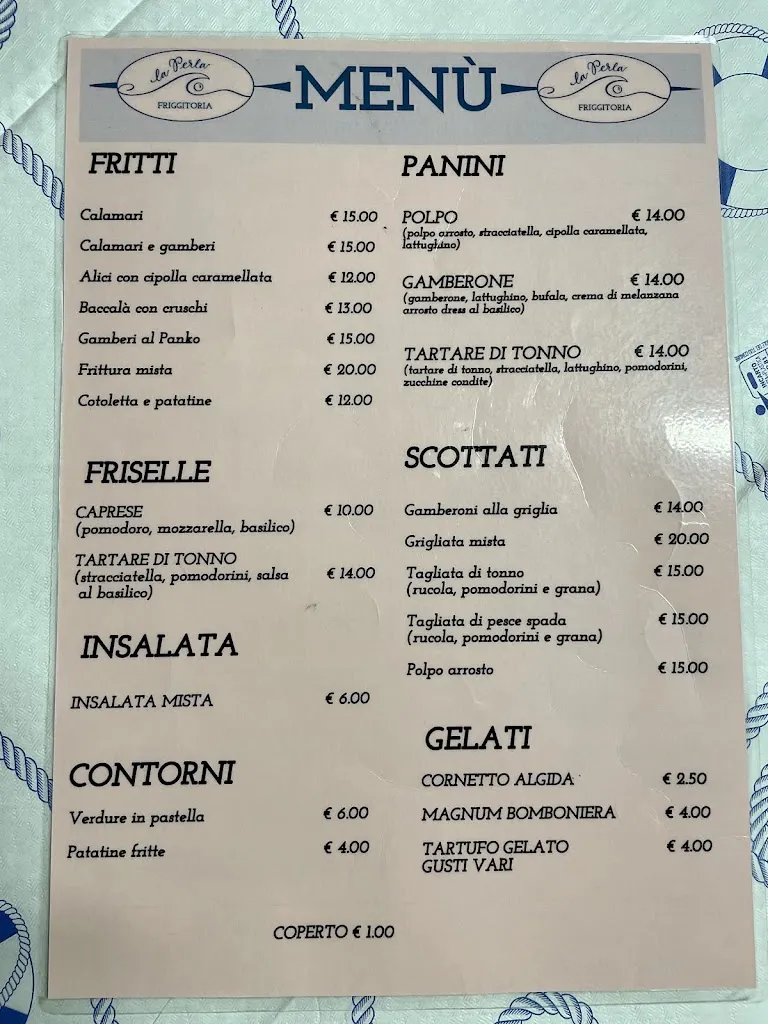 la Perla
FRIGGITORIA
MENÙ
la Perla
FRIGGITORIA
FRITTI
Calamari € 15.00
Calamari e gamberi € 15.00
Alici con cipolla caramellata € 12.00
Baccalà con cruschi € 13.00
Gamberi al Panko € 15.00
Frittura mista € 20.00
Cotoletta e patatine € 12.00
FRISELLE
CAPRESE € 10.00
(pomodoro, mozzarella, basilico)
TARTARE DI TONNO
(stracciatella, pomodorini, salsa € 14.00
al basilico)
INSALATA
INSALATA MISTA € 6.00
CONTORNI
Verdure in pastella € 6.00
Patatine fritte € 4.00
PANINI
POLPO € 14.00
(polpo arrosto, stracciatella, cipolla caramellata,
lattughino)
GAMBERONE € 14.00
(gamberone, lattughino, bufala, crema di melanzana
arrosto dress al basilico)
TARTARE DI TONNO € 14.00
(tartare di tonno, stracciatella, lattughino, pomodorini,
zucchine condite)
SCOTTATI
Gamberoni alla griglia € 14.00
Grigliata mista € 20.00
Tagliata di tonno € 15.00
(rucola, pomodorini e grana)
Tagliata di pesce spada € 15.00
(rucola, pomodorini e grana)
Polpo arrosto € 15.00
GELATI
CORNETTO ALGIDA € 2.50
MAGNUM BOMBONIERA € 4.00
TARTUFO GELATO € 4.00
GUSTI VARI
COPERTO € 1.00
INCANTO